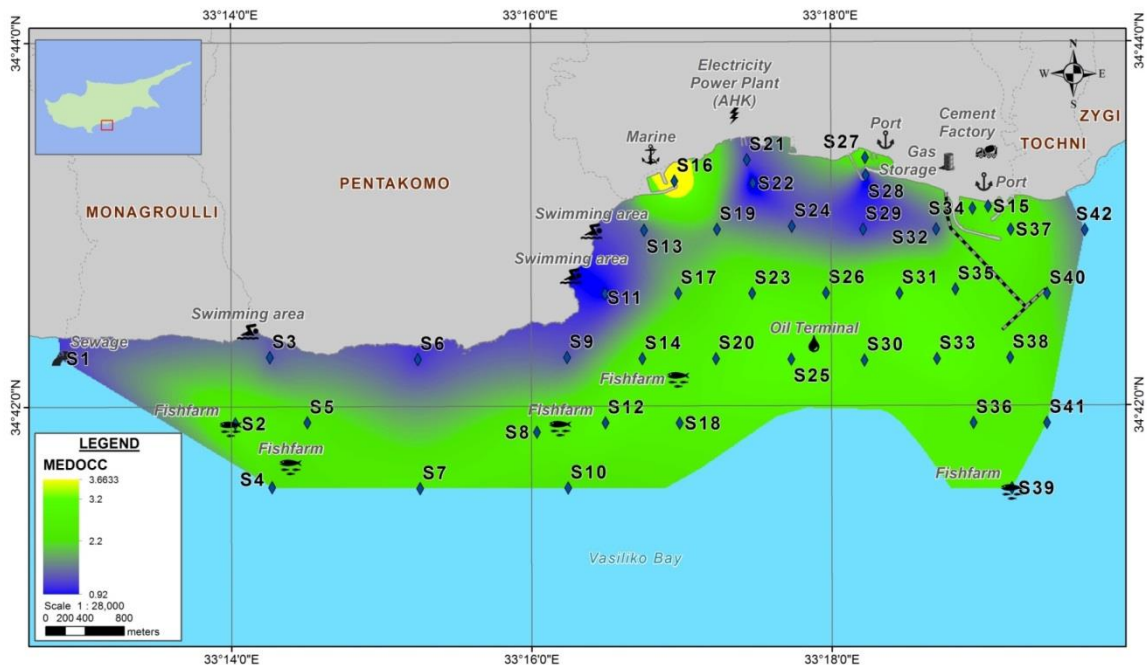 33°14'0"E
33°16'0"E
33°18'0"E
34°44'0"N
34°44'0"N
Electricity
Power Plant
(AHK)
Port
Cement
Factory
ZYGI
TOCHNI
N
W
E
S
Marine
S21
S27
Gas
Storage
PENTAKOMO
S16
S22
S28
Port
MONAGROULLI
Swimming area
S19
S24
S29
S34
S15
S42
S13
S32
S37
Swimming area
S11
S17
S23
S26
S31
S35
S40
Swimming area
Sewage
S1
S3
S6
S9
S14
S20
Oil Terminal
S25
S30
S33
S38
Fishfarm
34°42'0"N
34°42'0"N
Fishfarm
S2
S5
Fishfarm
S8
S12
S18
S36
S41
Fishfarm
S4
S7
S10
Fishfarm
S39
LEGEND
MEDOCC
3.6633
3.2
2.2
0.92
Scale 1 : 28,000
0 200 400 800
meters
Vasiliko Bay
33°14'0"E
33°16'0"E
33°18'0"E